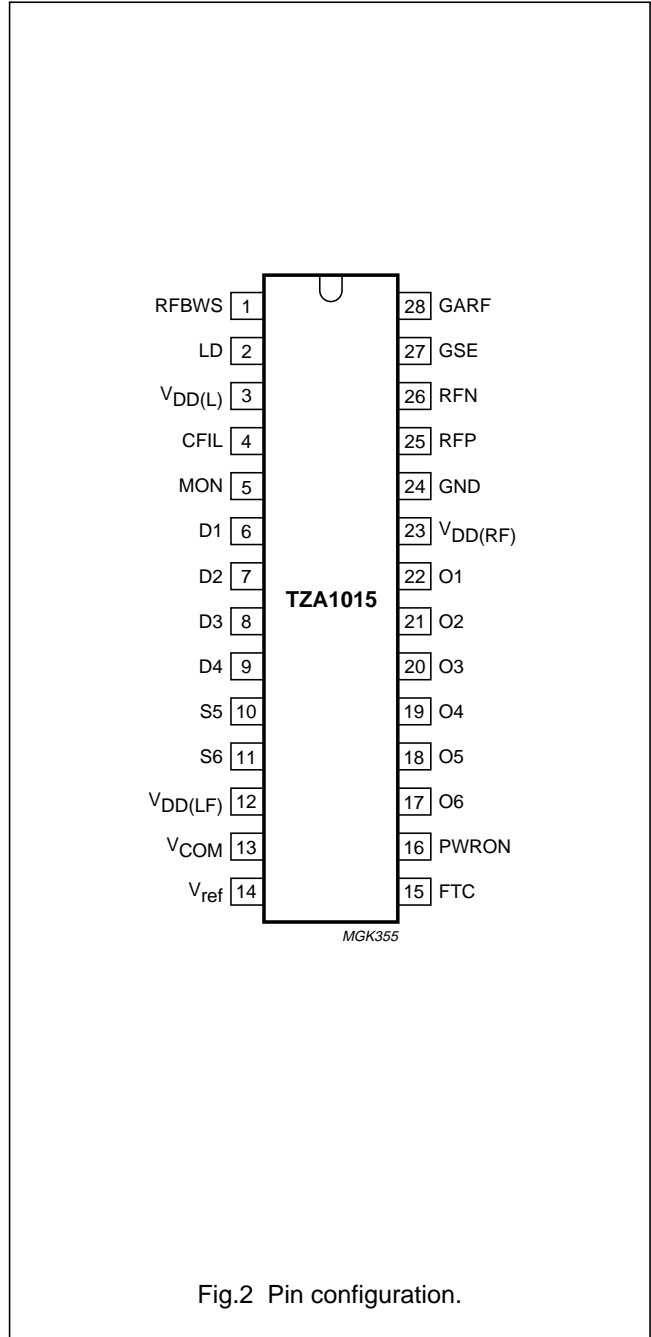 RFBWS 1 28 GARF
LD 2 27 GSE
VDD(L) 3 26 RFN
CFIL 4 25 RFP
MON 5 24 GND
D1 6 23 VDD(RF)
D2 7 22 O1
TZA1015
D3 8 21 O2
D4 9 20 O3
S5 10 19 O4
S6 11 18 O5
VDD(LF) 12 17 O6
VCOM 13 16 PWRON
Vref 14 15 FTC
MGK355
Fig.2 Pin configuration.